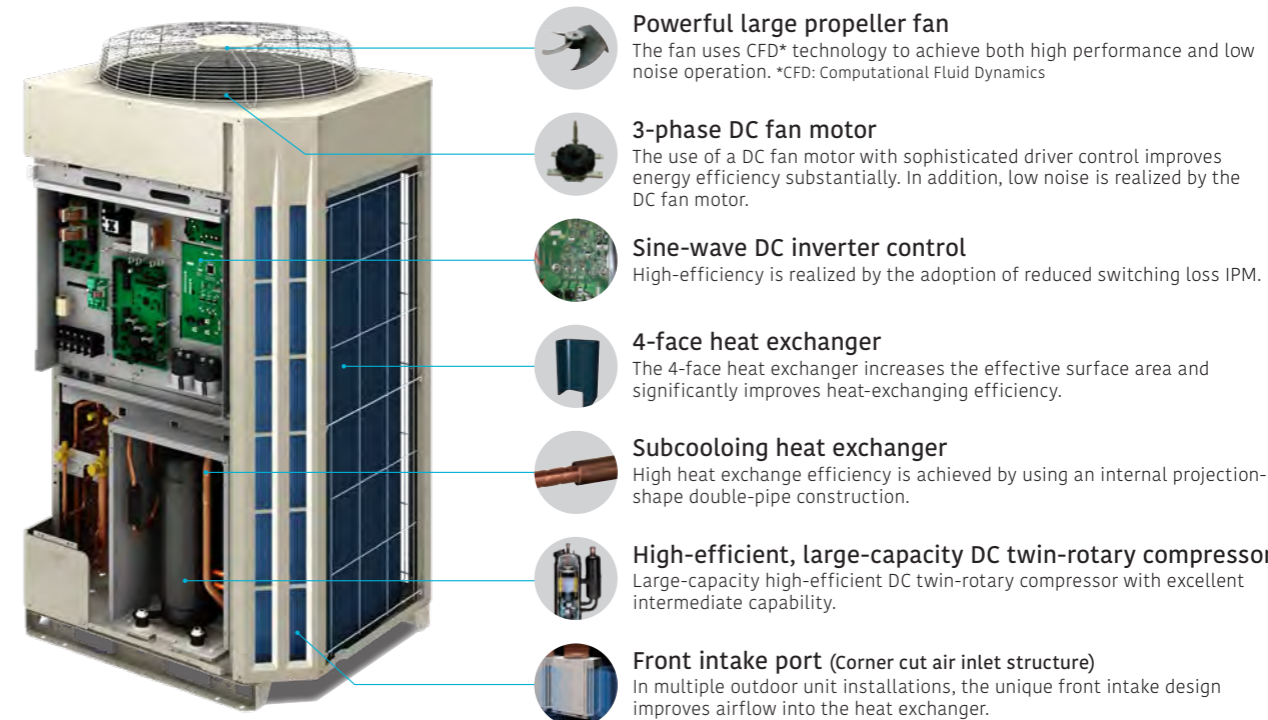 Powerful large propeller fan
The fan uses CFD* technology to achieve both high performance and low
noise operation. *CFD: Computational Fluid Dynamics
3-phase DC fan motor
The use of a DC fan motor with sophisticated driver control improves
energy efficiency substantially. In addition, low noise is realized by the
DC fan motor.
Sine-wave DC inverter control
High-efficiency is realized by the adoption of reduced switching loss IPM.
4-face heat exchanger
The 4-face heat exchanger increases the effective surface area and
significantly improves heat-exchanging efficiency.
Subcooloing heat exchanger
High heat exchange efficiency is achieved by using an internal projection-
shape double-pipe construction.
High-efficient, large-capacity DC twin-rotary compressor
Large-capacity high-efficient DC twin-rotary compressor with excellent
intermediate capability.
Front intake port (Corner cut air inlet structure)
In multiple outdoor unit installations, the unique front intake design
improves airflow into the heat exchanger.